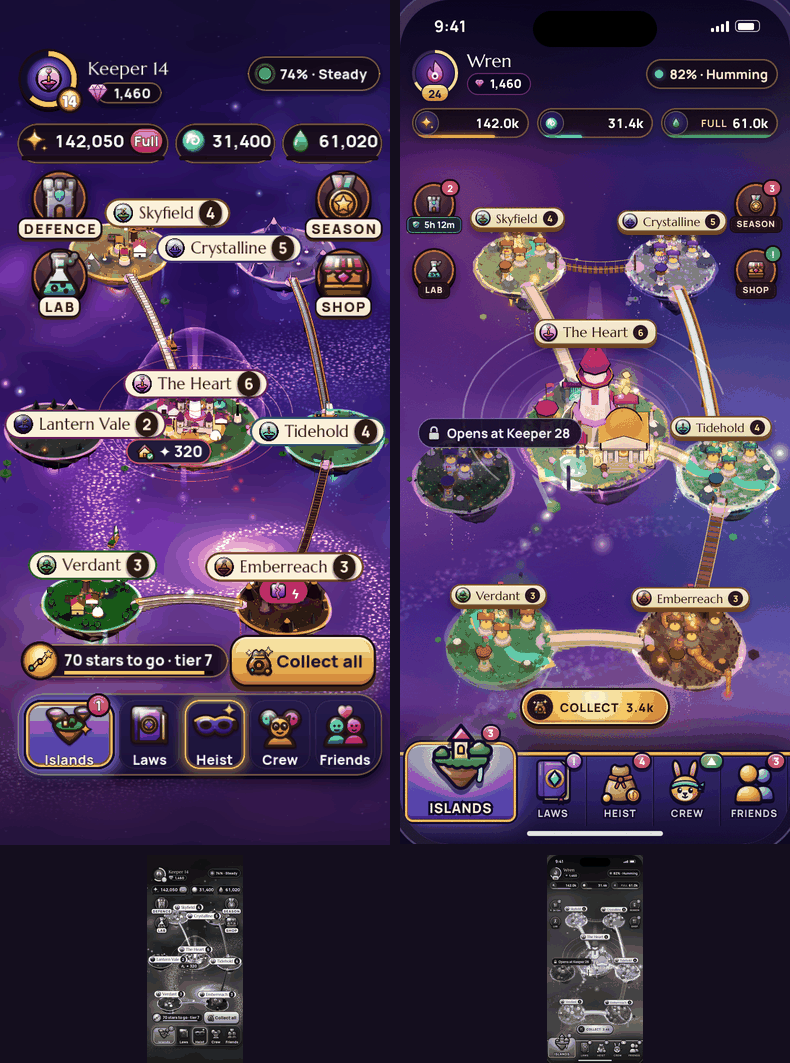 Keeper 14
1,460
14
74% · Steady
142,050 Full
31,400
61,020
DEFENCE
Skyfield 4
SEASON
Crystalline 5
LAB
SHOP
The Heart 6
Lantern Vale 2
Tidehold 4
320
Verdant 3
Emberreach 3
4
70 stars to go · tier 7
Collect all
1
Islands
Laws
Heist
Crew
Friends
9:41
Wren
1,460
24
82% · Humming
142.0k
31.4k
FULL 61.0k
2
5h 12m
Skyfield 4
Crystalline 5
3
SEASON
LAB
!
SHOP
The Heart 6
Opens at Keeper 28
Tidehold 4
Verdant 3
Emberreach 3
COLLECT 3.4k
3
ISLANDS
!
LAWS
4
HEIST
CREW
3
FRIENDS